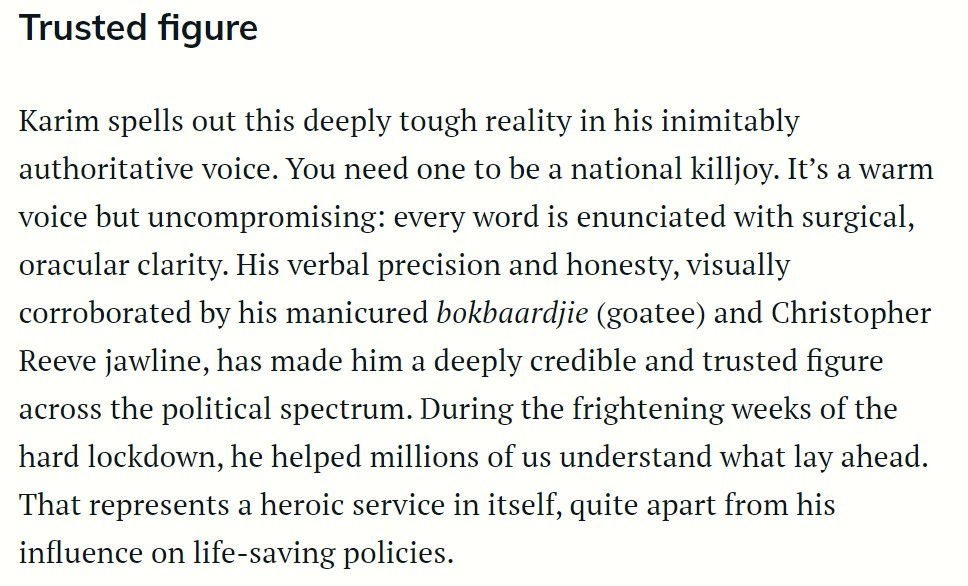 Trusted figure
Karim spells out this deeply tough reality in his inimitably
authoritative voice. You need one to be a national killjoy. It’s a warm
voice but uncompromising: every word is enunciated with surgical,
oracular clarity. His verbal precision and honesty, visually
corroborated by his manicured bokbaardjie (goatee) and Christopher
Reeve jawline, has made him a deeply credible and trusted figure
across the political spectrum. During the frightening weeks of the
hard lockdown, he helped millions of us understand what lay ahead.
That represents a heroic service in itself, quite apart from his
influence on life-saving policies.